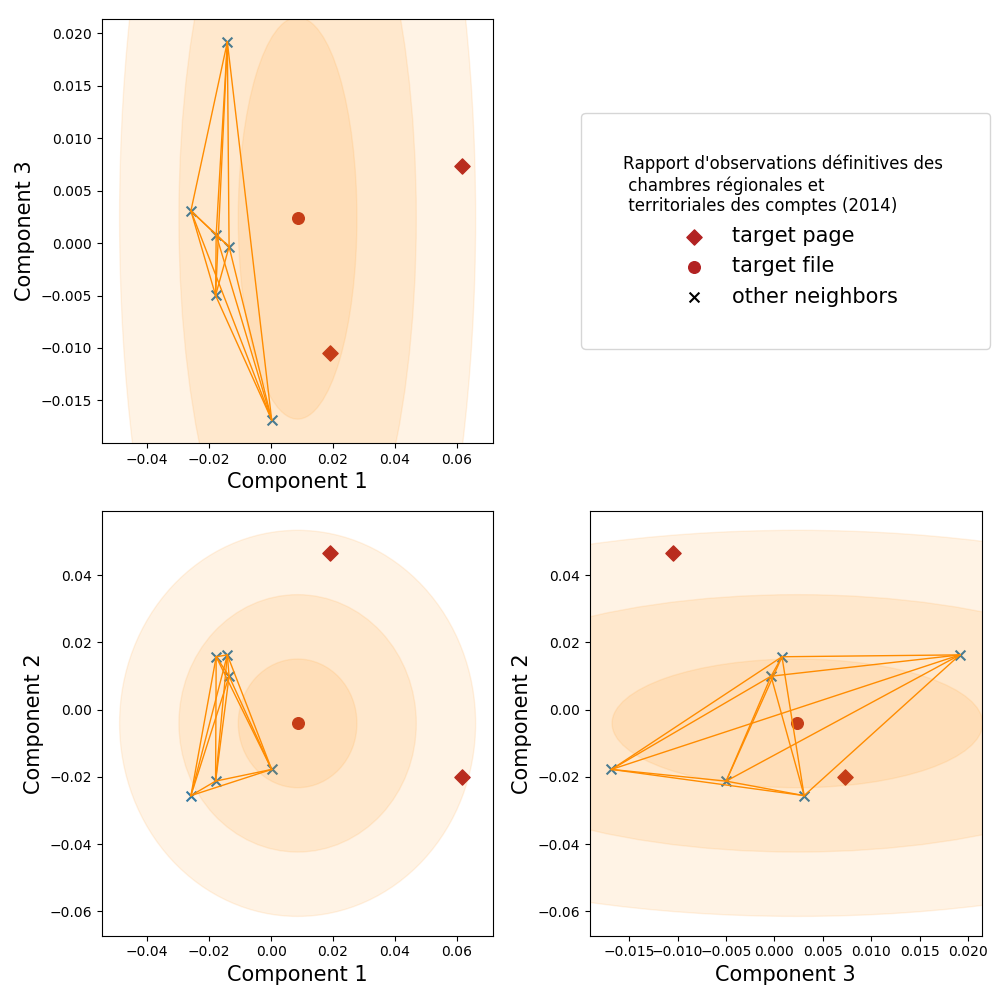 0.020
0.015
0.010
0.005
0.000
−0.005
−0.010
−0.015
Component 3
−0.04 −0.02 0.00 0.02 0.04 0.06
Component 1
Rapport d'observations définitives des
chambres régionales et
territoriales des comptes (2014)
target page
target file
other neighbors
0.04
0.02
0.00
−0.02
−0.04
−0.06
Component 2
−0.04 −0.02 0.00 0.02 0.04 0.06
Component 1
0.04
0.02
0.00
−0.02
−0.04
−0.06
Component 2
−0.015 −0.010 −0.005 0.000 0.005 0.010 0.015 0.020
Component 3